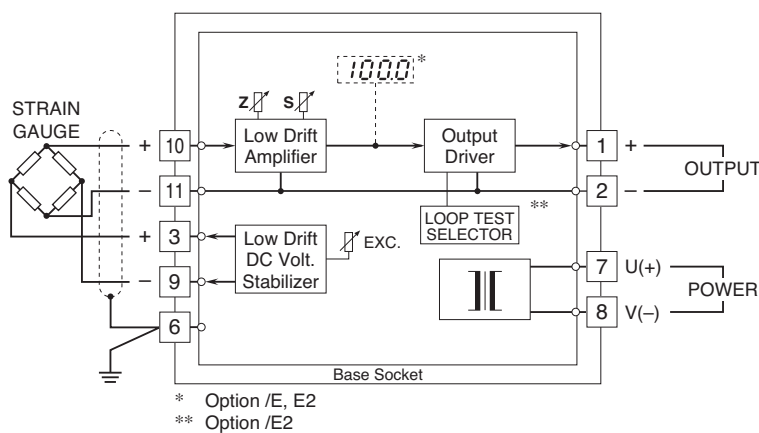 100.0 *
Z S
STRAIN
GAUGE
+ 10
Low Drift
Amplifier
Output
Driver
1 +
OUTPUT
– 11
2 –
**
LOOP TEST
SELECTOR
+ 3
Low Drift
DC Volt.
Stabilizer
EXC.
– 9
7 U(+)
POWER
8 V(–)
6
Base Socket
* Option /E, E2
** Option /E2